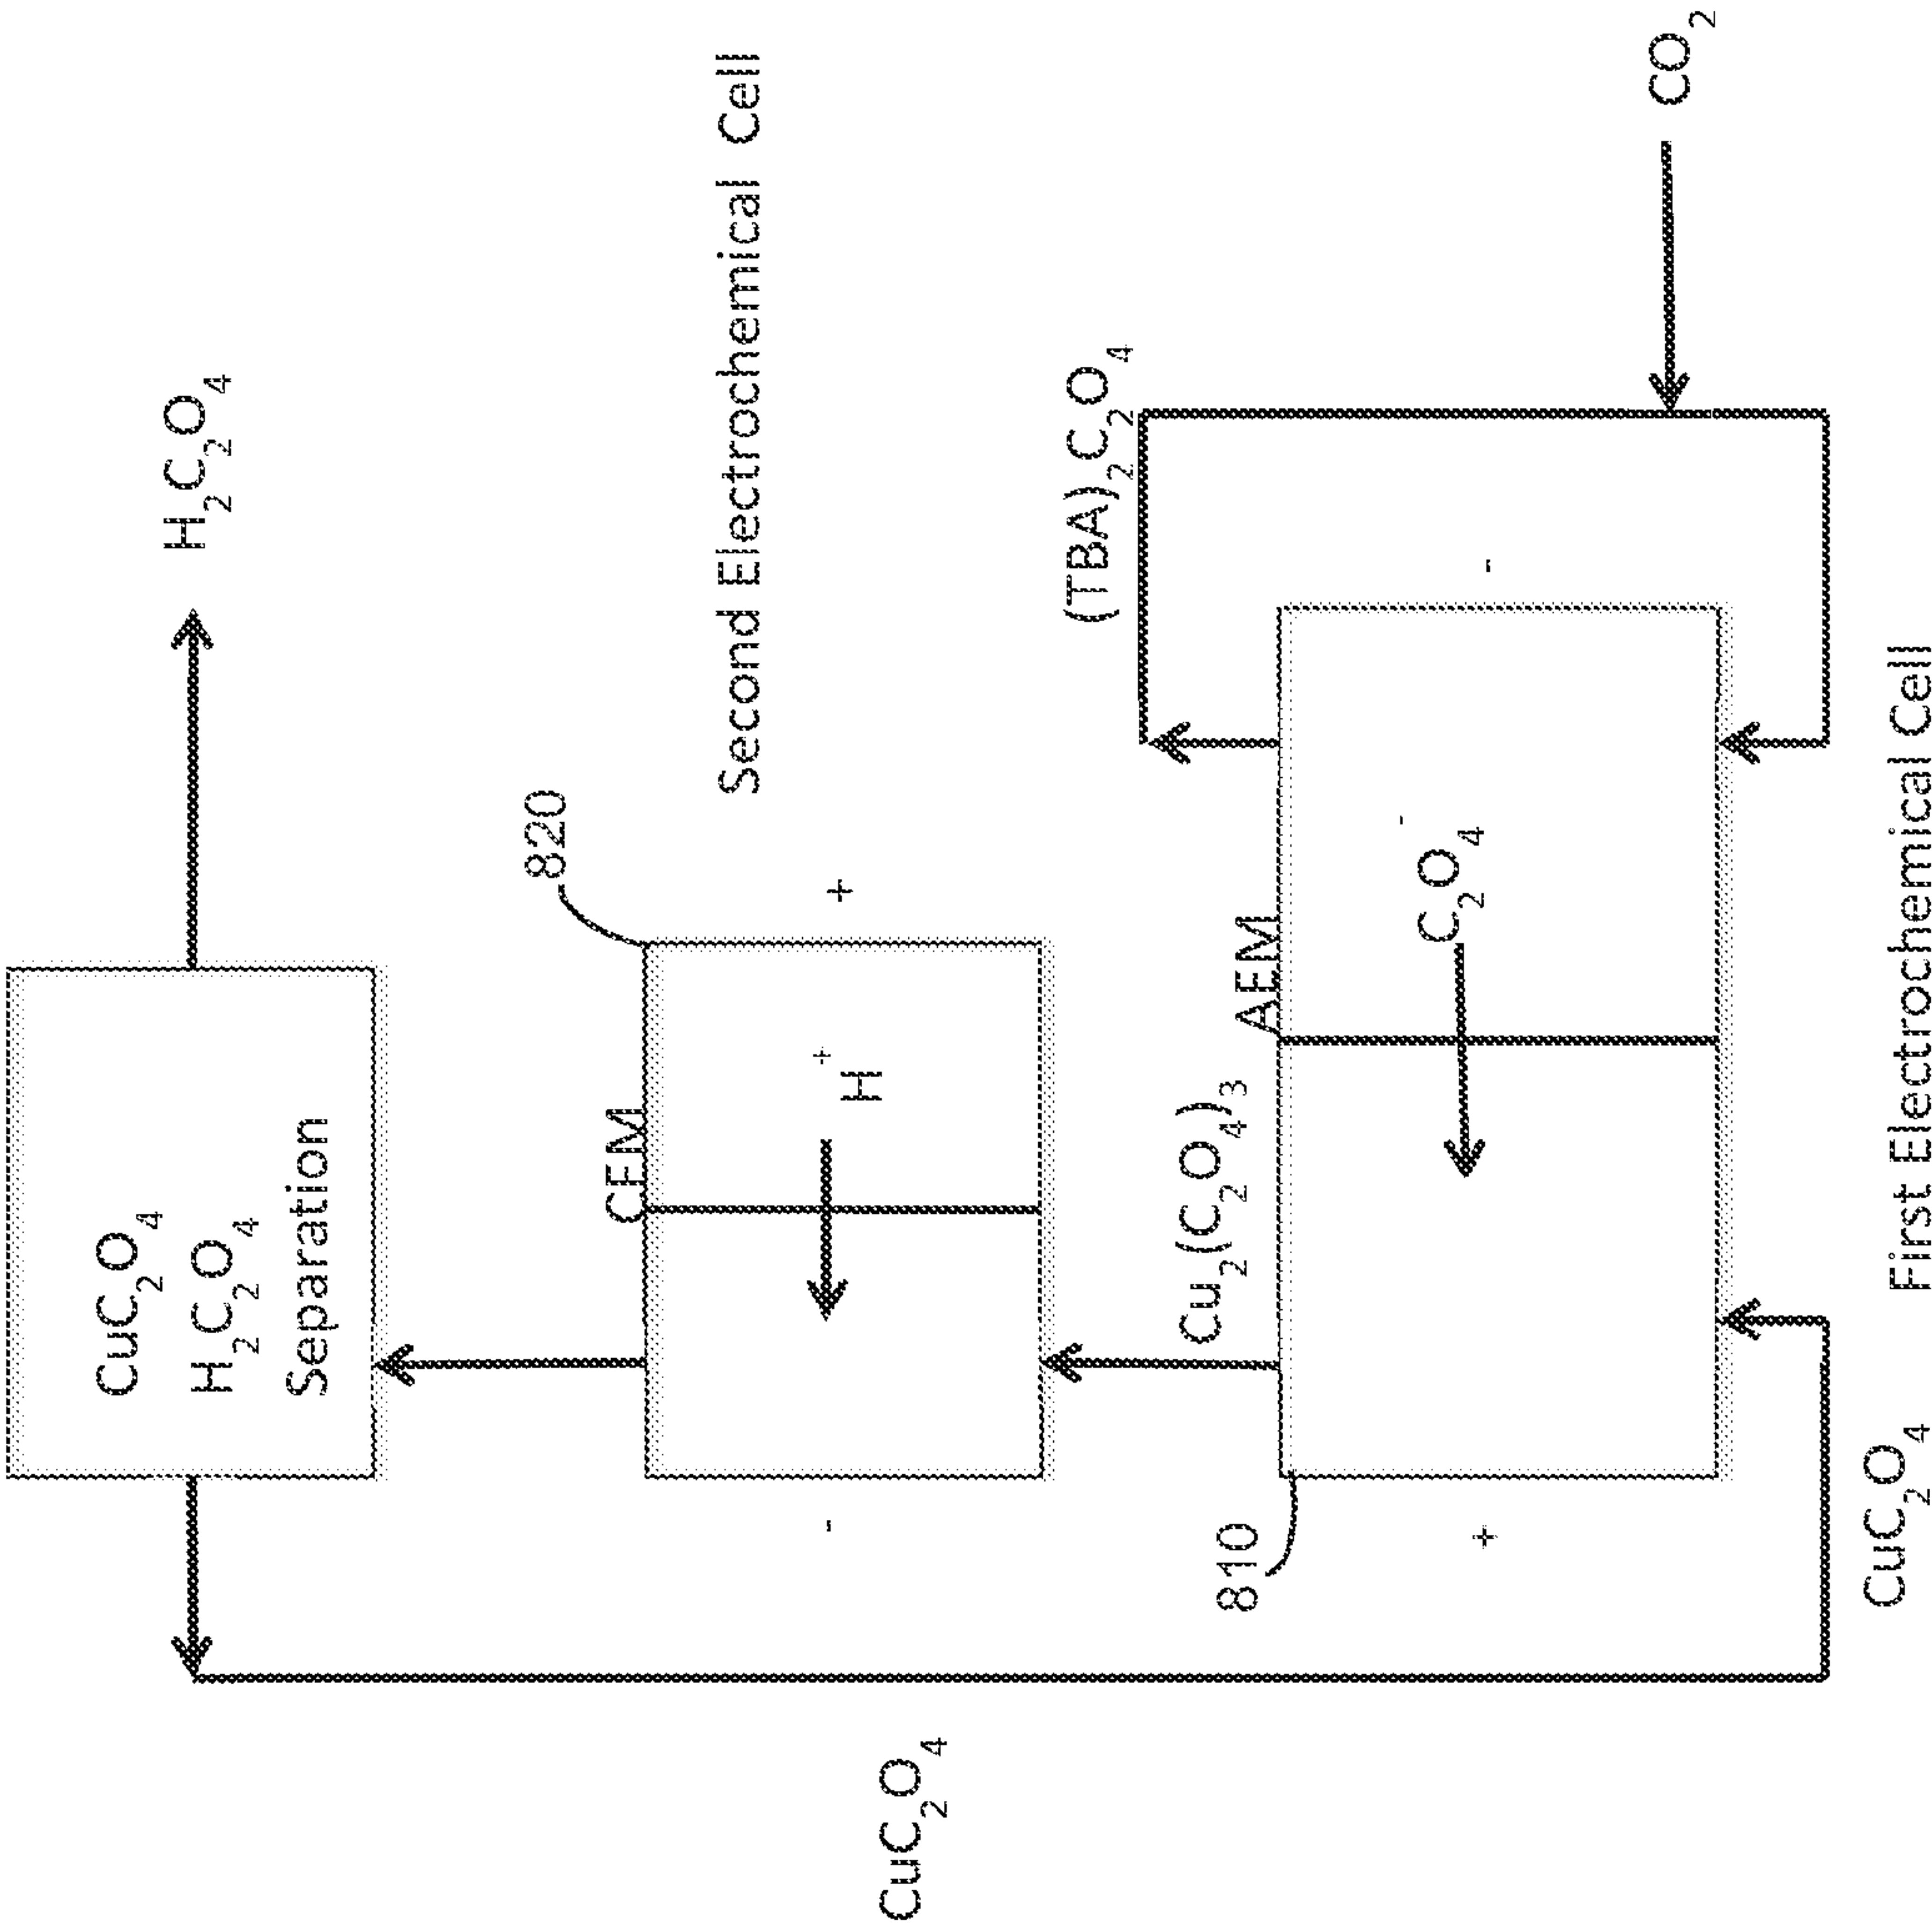 CuC2O4
H2C2O4
Separation
H2C2O4
CEM
820
H+
-
+
Second Electrochemical Cell
CuC2O4
Cu2(C2O4)3
AEM
(TBA)2C2O4
810
+
C2O4-
-
CO2
CuC2O4
First Electrochemical Cell